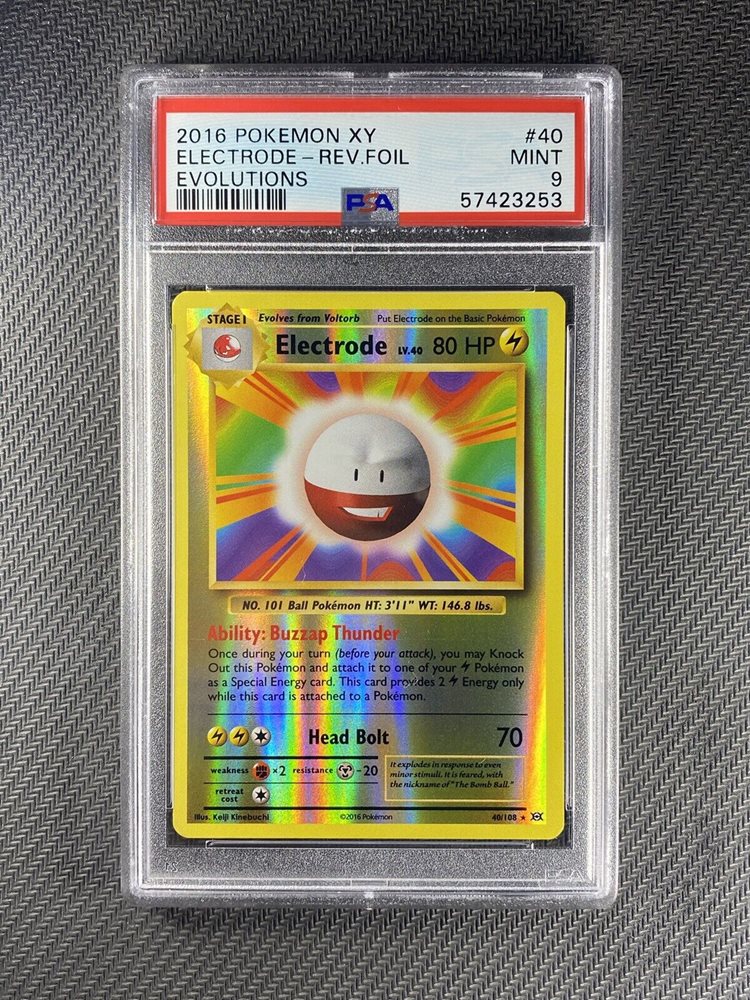 2016 POKEMON XY #40
ELECTRODE-REV.FOIL MINT
EVOLUTIONS 9
PSA 57423253
STAGE 1 Evolves from Voltorb Put Electrode on the Basic Pokémon
Electrode LV.40 80 HP
NO. 101 Ball Pokémon HT: 3'11" WT: 146.8 lbs.
Ability: Buzzap Thunder
Once during your turn (before your attack), you may Knock
Out this Pokémon and attach it to one of your Pokémon
as a Special Energy card. This card provides 2 Energy only
while this card is attached to a Pokémon.
Head Bolt 70
weakness ×2 resistance -20
retreat
cost
It explodes in response to even
minor stimuli. It is feared, with
the nickname of "The Bomb Ball."
Illus. Keiji Kinebuchi ©2016 Pokémon 40/108 ★